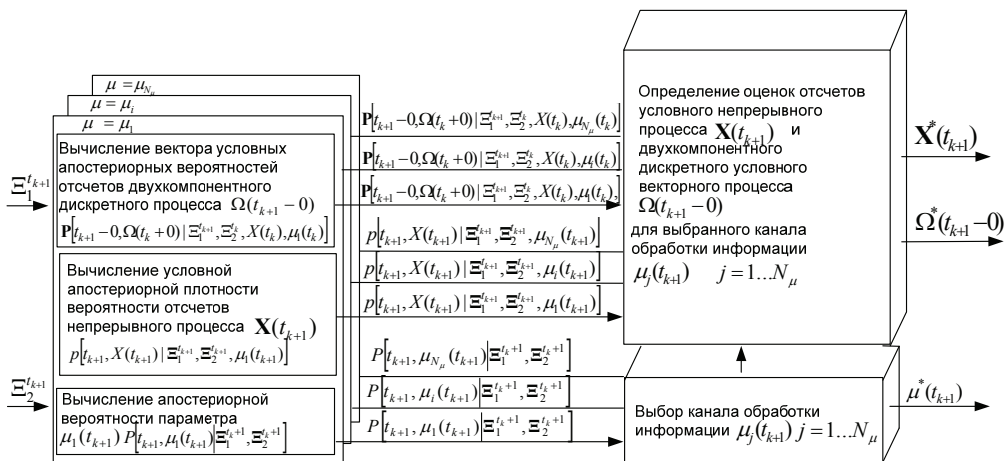 μ = μ_{N_μ}
μ = μ_i
μ = μ_1
Вычисление вектора условных
апостериорных вероятностей
отсчетов двухкомпонентного
дискретного процесса Ω(t_{k+1}−0)
P[t_{k+1}−0,Ω(t_k+0)|Ξ_1^{t_{k+1}},Ξ_2^{t_k},X(t_k),μ_1(t_k)]
Вычисление условной
апостериорной плотности
вероятности отсчетов
непрерывного процесса X(t_{k+1})
p[t_{k+1},X(t_{k+1})|Ξ_1^{t_{k+1}},Ξ_2^{t_{k+1}},μ_1(t_{k+1})]
Вычисление апостериорной
вероятности параметра
μ_1(t_{k+1}) P[t_{k+1},μ_1(t_{k+1})|Ξ_1^{t_k+1},Ξ_2^{t_k+1}]
Ξ_1^{t_{k+1}}
Ξ_2^{t_{k+1}}
P[t_{k+1}−0,Ω(t_k+0)|Ξ_1^{t_{k+1}},Ξ_2^{t_k},X(t_k),μ_{N_μ}(t_k)]
P[t_{k+1}−0,Ω(t_k+0)|Ξ_1^{t_{k+1}},Ξ_2^{t_k},X(t_k),μ_i(t_k)]
P[t_{k+1}−0,Ω(t_k+0)|Ξ_1^{t_{k+1}},Ξ_2^{t_k},X(t_k),μ_1(t_k),
p[t_{k+1},X(t_{k+1})|Ξ_1^{t_{k+1}},Ξ_2^{t_{k+1}},μ_{N_μ}(t_{k+1})]
p[t_{k+1},X(t_{k+1})|Ξ_1^{t_{k+1}},Ξ_2^{t_{k+1}},μ_i(t_{k+1})]
p[t_{k+1},X(t_{k+1})|Ξ_1^{t_{k+1}},Ξ_2^{t_{k+1}},μ_1(t_{k+1})]
P[t_{k+1},μ_{N_μ}(t_{k+1})|Ξ_1^{t_k+1},Ξ_2^{t_k+1}]
P[t_{k+1},μ_i(t_{k+1})|Ξ_1^{t_k+1},Ξ_2^{t_k+1}]
P[t_{k+1},μ_1(t_{k+1})|Ξ_1^{t_k+1},Ξ_2^{t_k+1}]
Определение оценок отсчетов
условного непрерывного
процесса X(t_{k+1}) и
двухкомпонентного
дискретного условного
векторного процесса
Ω(t_{k+1}−0)
для выбранного канала
обработки информации
μ_j(t_{k+1}) j=1...N_μ
Выбор канала обработки
информации μ_j(t_{k+1}) j=1...N_μ
X^*(t_{k+1})
Ω^*(t_{k+1}−0)
μ^*(t_{k+1})